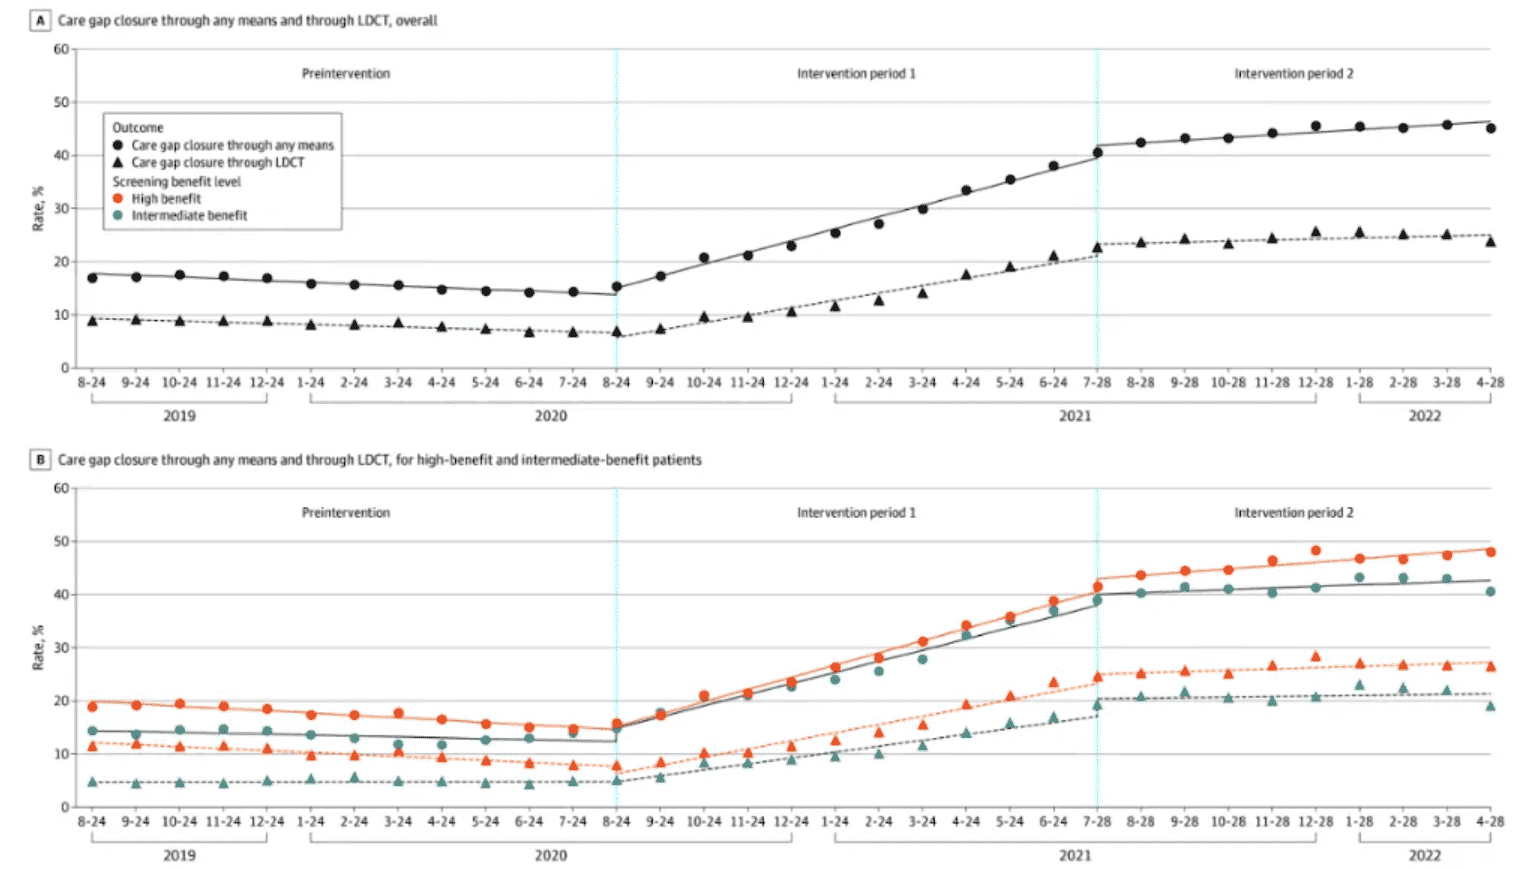 A Care gap closure through any means and through LDCT, overall
60
Preintervention Intervention period 1 Intervention period 2
50
Outcome
Care gap closure through any means
40
Care gap closure through LDCT
Screening benefit level
High benefit
30
Intermediate benefit
Rate, %
20
10
0
8-24 9-24 10-24 11-24 12-24 1-24 2-24 3-24 4-24 5-24 6-24 7-24 8-24 9-24 10-24 11-24 12-24 1-24 2-24 3-24 4-24 5-24 6-24 7-28 8-28 9-28 10-28 11-28 12-28 1-28 2-28 3-28 4-28
2019 2020 2021 2022
B Care gap closure through any means and through LDCT, for high-benefit and intermediate-benefit patients
60
Preintervention Intervention period 1 Intervention period 2
50
40
30
Rate, %
20
10
0
8-24 9-24 10-24 11-24 12-24 1-24 2-24 3-24 4-24 5-24 6-24 7-24 8-24 9-24 10-24 11-24 12-24 1-24 2-24 3-24 4-24 5-24 6-24 7-28 8-28 9-28 10-28 11-28 12-28 1-28 2-28 3-28 4-28
2019 2020 2021 2022